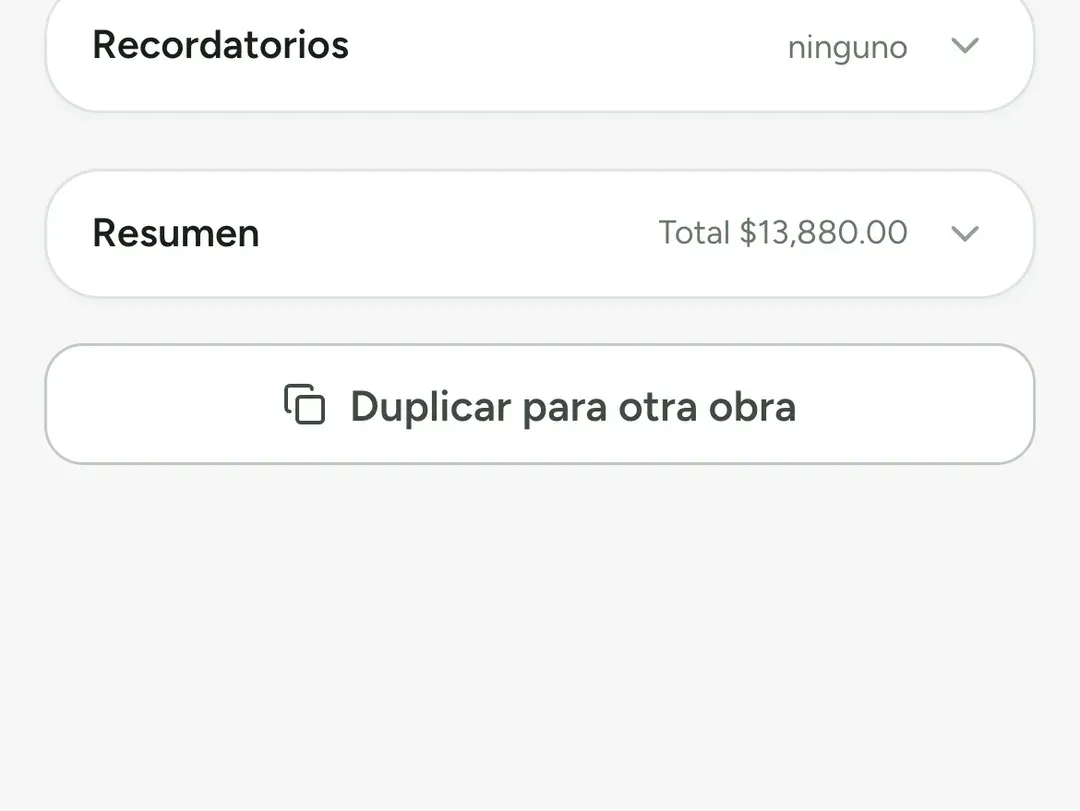 Recordatorios ninguno
Resumen Total $13,880.00
Duplicar para otra obra